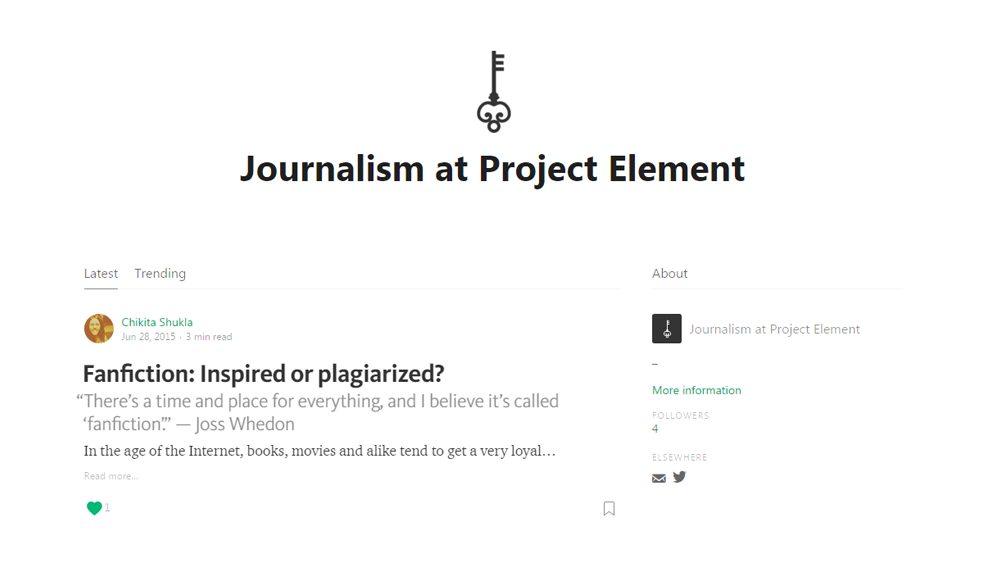 Journalism at Project Element
Latest Trending
Chikita Shukla
Jun 28, 2015 · 3 min read
Fanfiction: Inspired or plagiarized?
“There’s a time and place for everything, and I believe it’s called
‘fanfiction’.” — Joss Whedon
In the age of the Internet, books, movies and alike tend to get a very loyal…
Read more…
1
About
Journalism at Project Element
–
More information
FOLLOWERS
4
ELSEWHERE